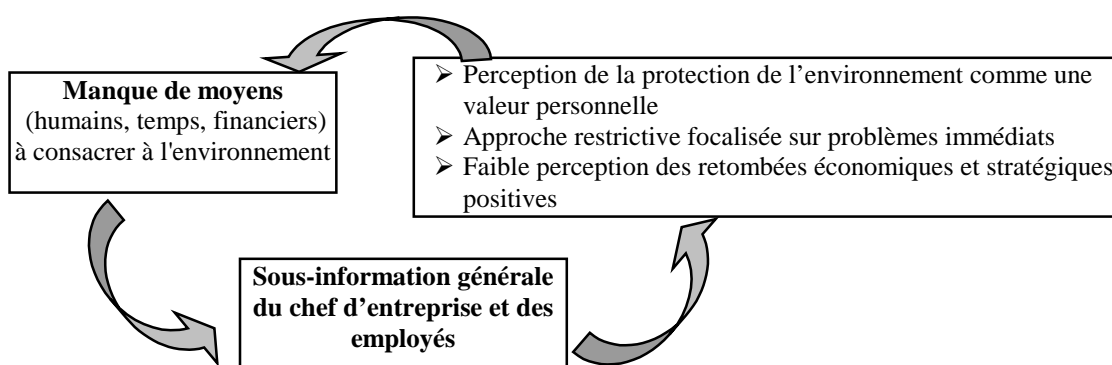 Manque de moyens
(humains, temps, financiers)
à consacrer à l'environnement
➢ Perception de la protection de l’environnement comme une
valeur personnelle
➢ Approche restrictive focalisée sur problèmes immédiats
➢ Faible perception des retombées économiques et stratégiques
positives
Sous-information générale
du chef d’entreprise et des
employés